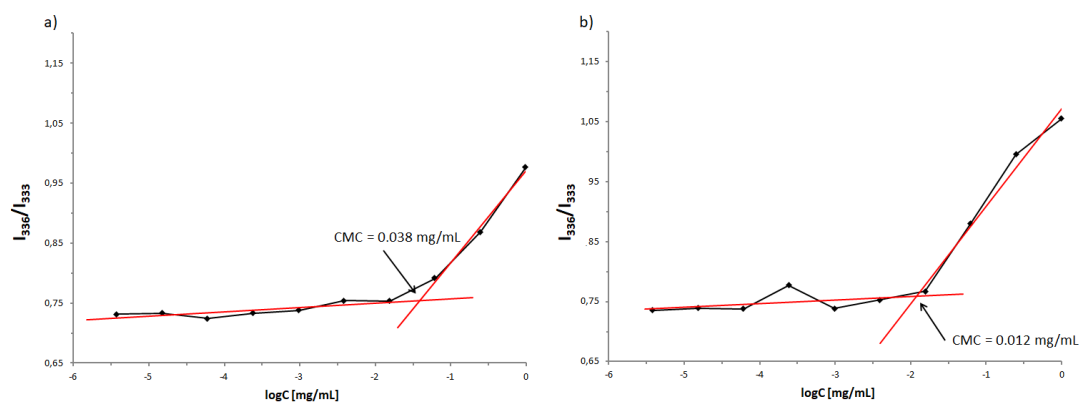 a)
1,15
1,05
0,95
0,85
0,75
0,65
I336/I333
CMC = 0.038 mg/mL
-6 -5 -4 -3 -2 -1 0
logC [mg/mL]
b)
1,15
1,05
95
85
0,75
0,65
I336/I333
CMC = 0.012 mg/mL
-6 -5 -4 -3 -2 -1 0
logC [mg/mL]